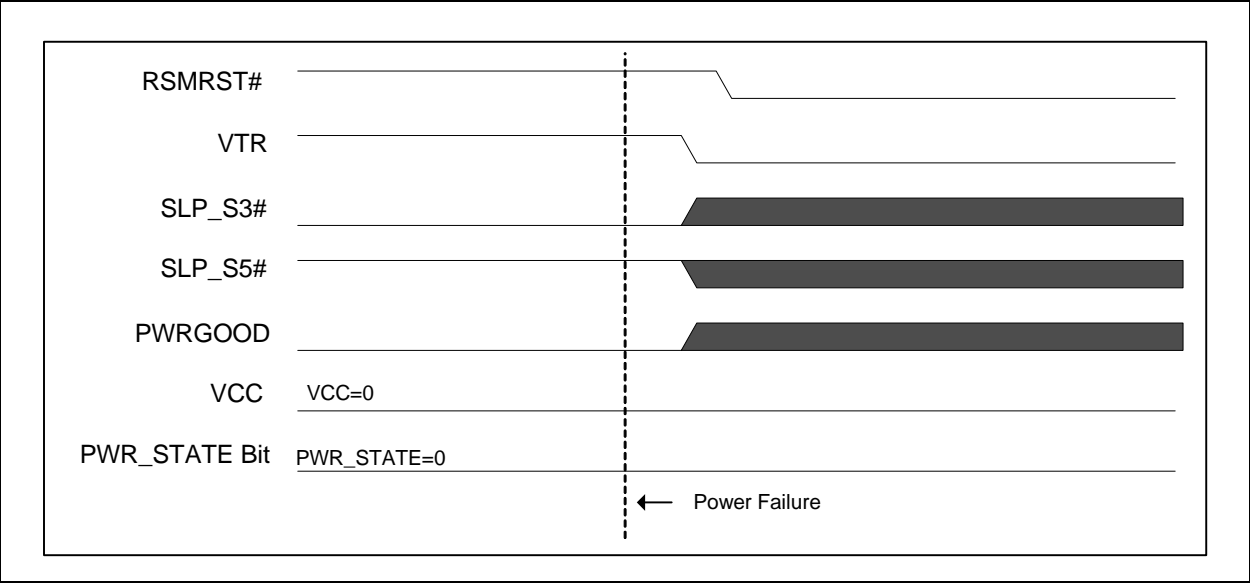 RSMRST#
VTR
SLP_S3#
SLP_S5#
PWRGOOD
VCC VCC=0
PWR_STATE Bit PWR_STATE=0
Power Failure